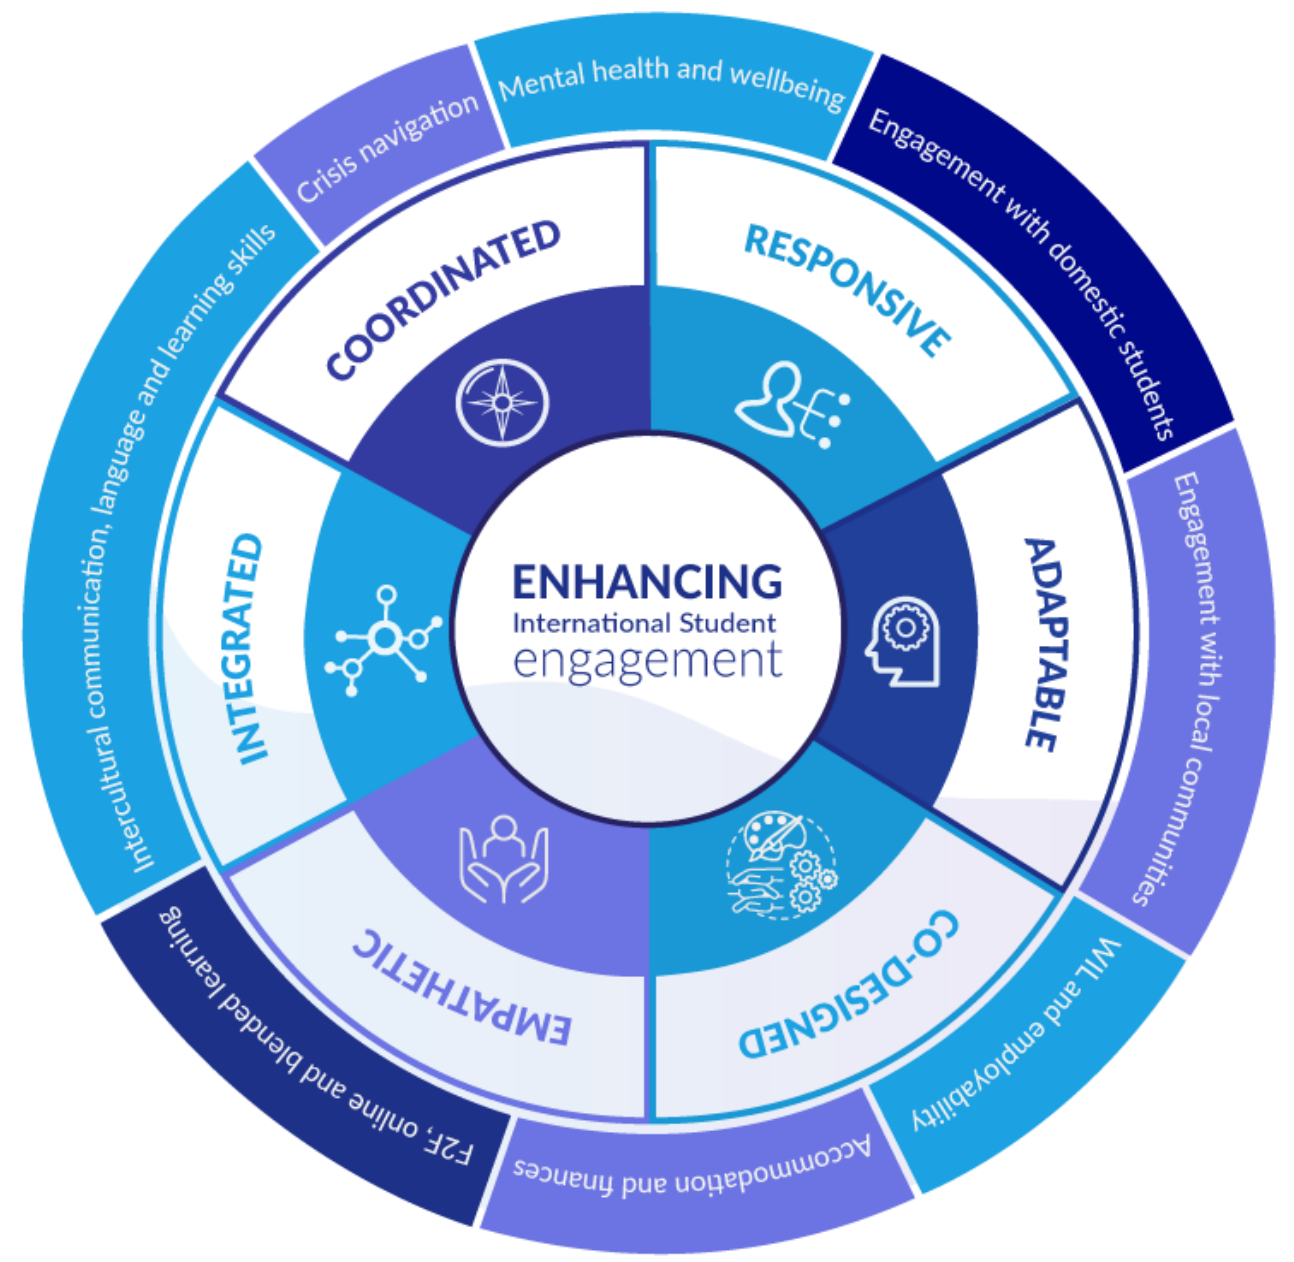 Mental health and wellbeing
Engagement with domestic students
Engagement with local communities
WIL and employability
Accommodation and finances
F2F, online and blended learning
Intercultural communication, language and learning skills
Crisis navigation
COORDINATED
RESPONSIVE
ADAPTABLE
CO-DESIGNED
EMPATHETIC
INTEGRATED
ENHANCING
International Student
engagement